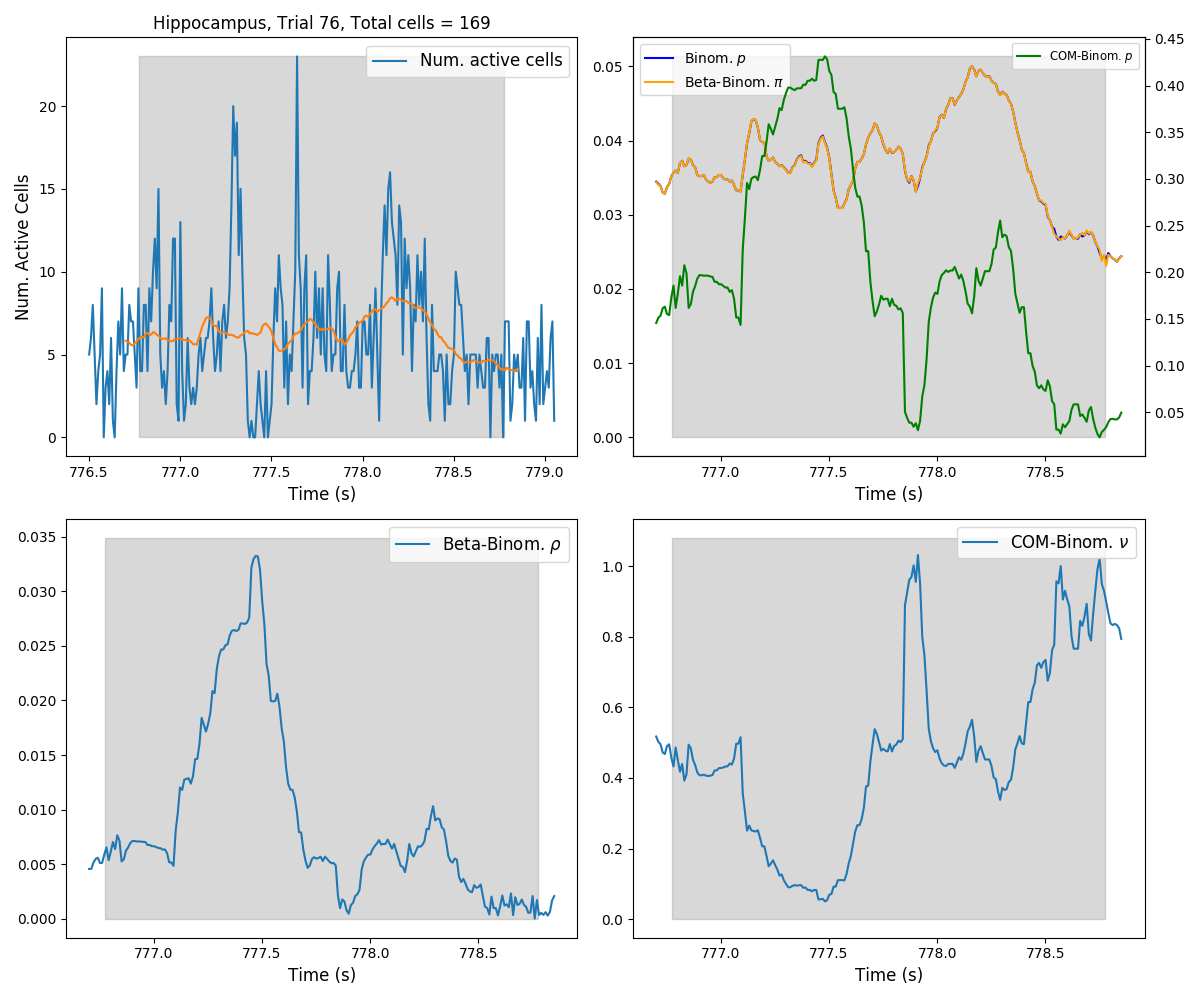 Hippocampus, Trial 76, Total cells = 169
Num. active cells
Num. Active Cells
20
15
10
5
0
776.5 777.0 777.5 778.0 778.5 779.0
Time (s)
Binom. p
Beta-Binom. π
COM-Binom. p
0.05
0.04
0.03
0.02
0.01
0.00
0.45
0.40
0.35
0.30
0.25
0.20
0.15
0.10
0.05
777.0 777.5 778.0 778.5
Time (s)
Beta-Binom. ρ
0.035
0.030
0.025
0.020
0.015
0.010
0.005
0.000
777.0 777.5 778.0 778.5
Time (s)
COM-Binom. ν
1.0
0.8
0.6
0.4
0.2
0.0
777.0 777.5 778.0 778.5
Time (s)